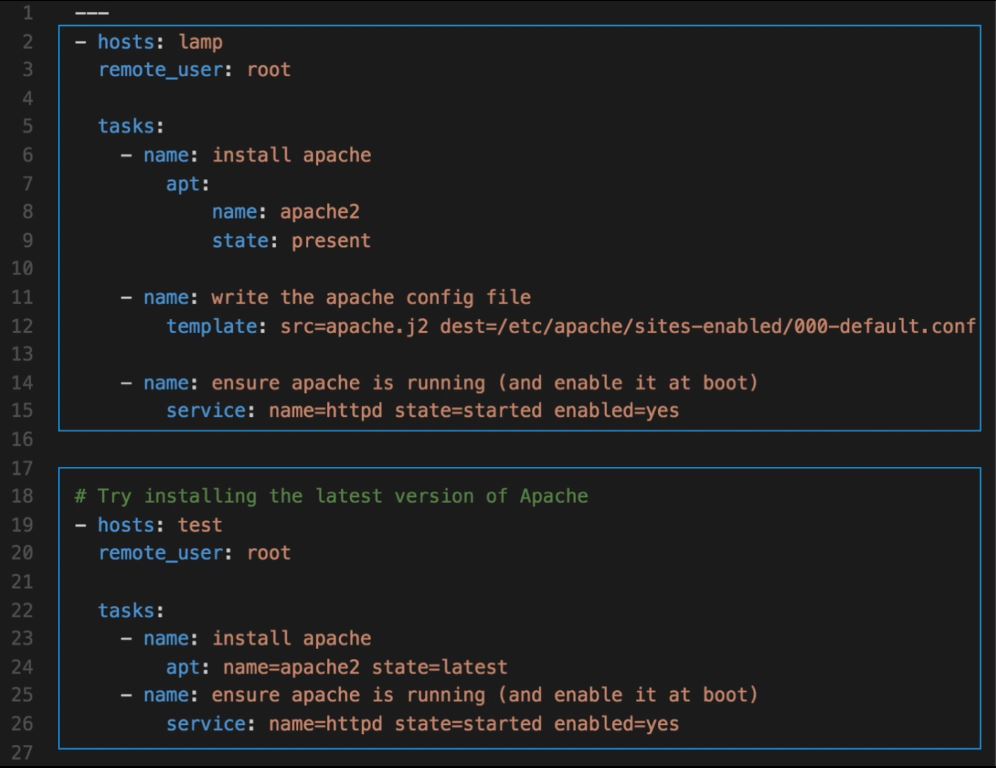 1 ---
2 - hosts: lamp
3   remote_user: root
4
5   tasks:
6     - name: install apache
7         apt:
8             name: apache2
9             state: present
10
11     - name: write the apache config file
12         template: src=apache.j2 dest=/etc/apache/sites-enabled/000-default.conf
13
14     - name: ensure apache is running (and enable it at boot)
15         service: name=httpd state=started enabled=yes
16
17
18 # Try installing the latest version of Apache
19 - hosts: test
20   remote_user: root
21
22   tasks:
23     - name: install apache
24         apt: name=apache2 state=latest
25     - name: ensure apache is running (and enable it at boot)
26         service: name=httpd state=started enabled=yes
27